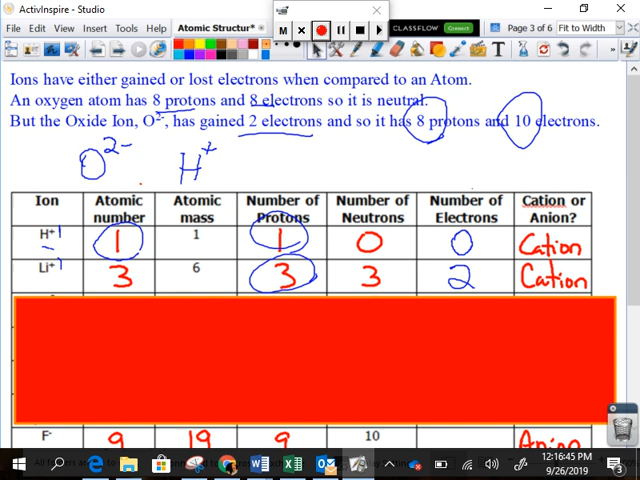 ActivInspire - Studio
File Edit View Insert Tools Help
Atomic Structur*
M
CLASSFLOW Connect
Page 3 of 6 Fit to Width
Ions have either gained or lost electrons when compared to an Atom.
An oxygen atom has 8 protons and 8 electrons so it is neutral.
But the Oxide Ion, O²⁻, has gained 2 electrons and so it has 8 protons and 10 electrons.
O²⁻ H⁺
Ion Atomic number Atomic mass Number of Protons Number of Neutrons Number of Electrons Cation or Anion?
H⁺¹ 1 1 1 0 0 Cation
Li⁺¹ 3 6 3 3 2 Cation
F⁻ 9 19 9 10 Anion
12:16:45 PM
9/26/2019
3